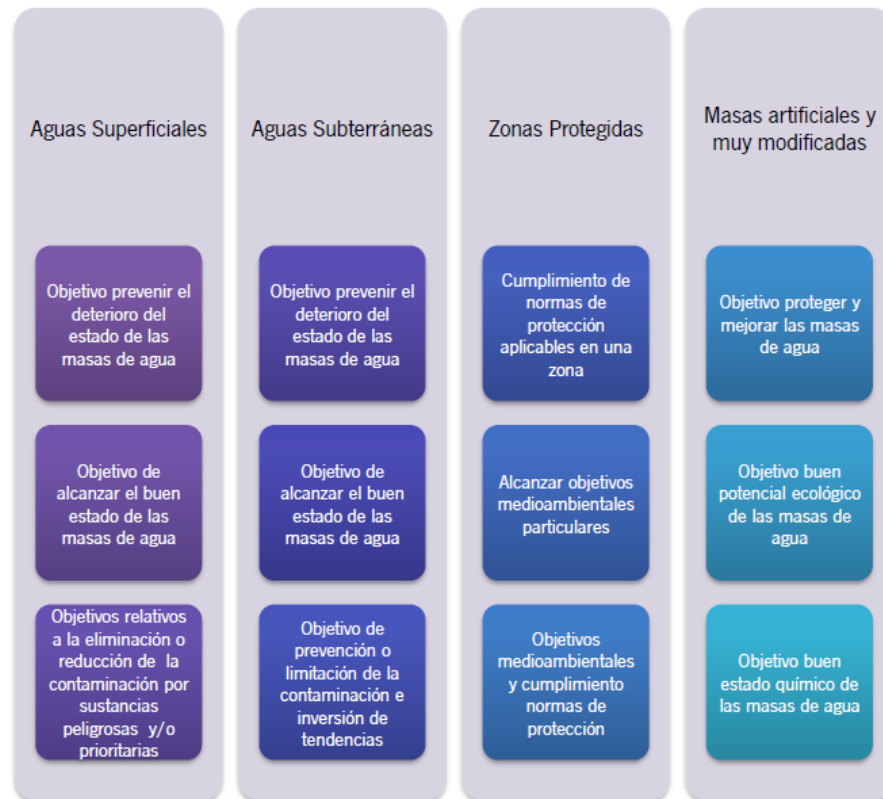 Aguas Superficiales
Objetivo prevenir el
deterioro del
estado de las
masas de agua
Objetivo de
alcanzar el buen
estado de las
masas de agua
Objetivos relativos
a la eliminación o
reducción de la
contaminación por
sustancias
peligrosas y/o
prioritarias
Aguas Subterráneas
Objetivo prevenir el
deterioro del
estado de las
masas de agua
Objetivo de
alcanzar el buen
estado de las
masas de agua
Objetivo de
prevención o
limitación de la
contaminación e
inversión de
tendencias
Zonas Protegidas
Cumplimiento de
normas de
protección
aplicables en una
zona
Alcanzar objetivos
medioambientales
particulares
Objetivos
medioambientales
y cumplimiento
normas de
protección
Masas artificiales y
muy modificadas
Objetivo proteger y
mejorar las masas
de agua
Objetivo buen
potencial ecológico
de las masas de
agua
Objetivo buen
estado químico de
las masas de agua